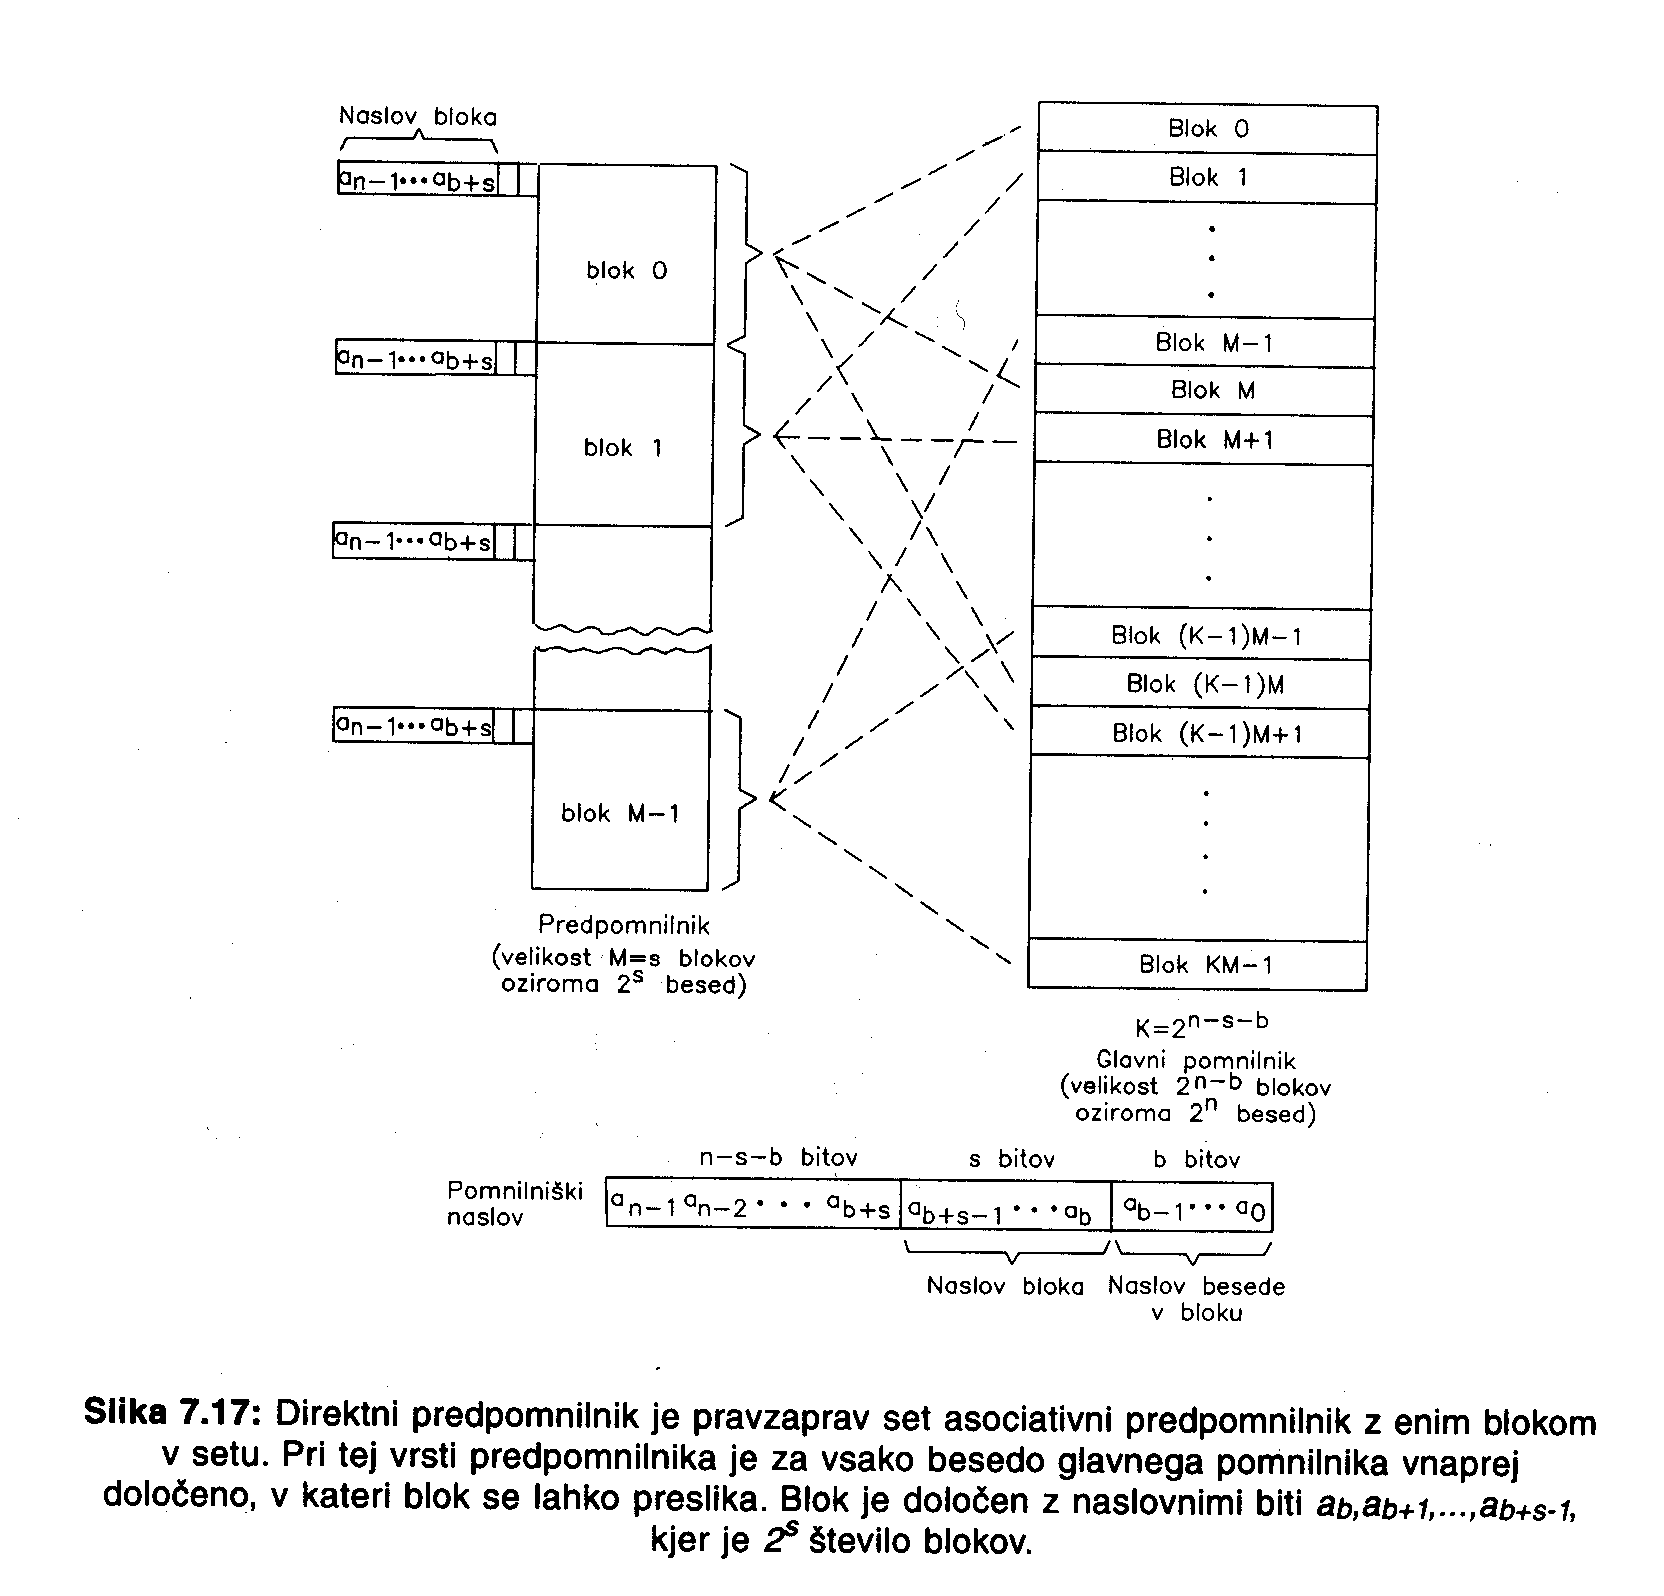 Naslov bloka
an-1•••ab+s
blok 0
an-1•••ab+s
blok 1
an-1•••ab+s
an-1•••ab+s
blok M-1
Predpomnilnik
(velikost M=s blokov
oziroma 2^s besed)
Blok 0
Blok 1
Blok M-1
Blok M
Blok M+1
Blok (K-1)M-1
Blok (K-1)M
Blok (K-1)M+1
Blok KM-1
K=2^n-s-b
Glavni pomnilnik
(velikost 2^n-b blokov
oziroma 2^n besed)
n-s-b bitov s bitov b bitov
Pomnilniški
naslov
an-1 an-2 • • • ab+s ab+s-1 • • • ab ab-1 • • • a0
Naslov bloka Naslov besede
v bloku
Slika 7.17: Direktni predpomnilnik je pravzaprav set asociativni predpomnilnik z enim blokom
v setu. Pri tej vrsti predpomnilnika je za vsako besedo glavnega pomnilnika vnaprej
določeno, v kateri blok se lahko preslika. Blok je določen z naslovnimi biti ab,ab+1,...,ab+s-1,
kjer je 2^s število blokov.